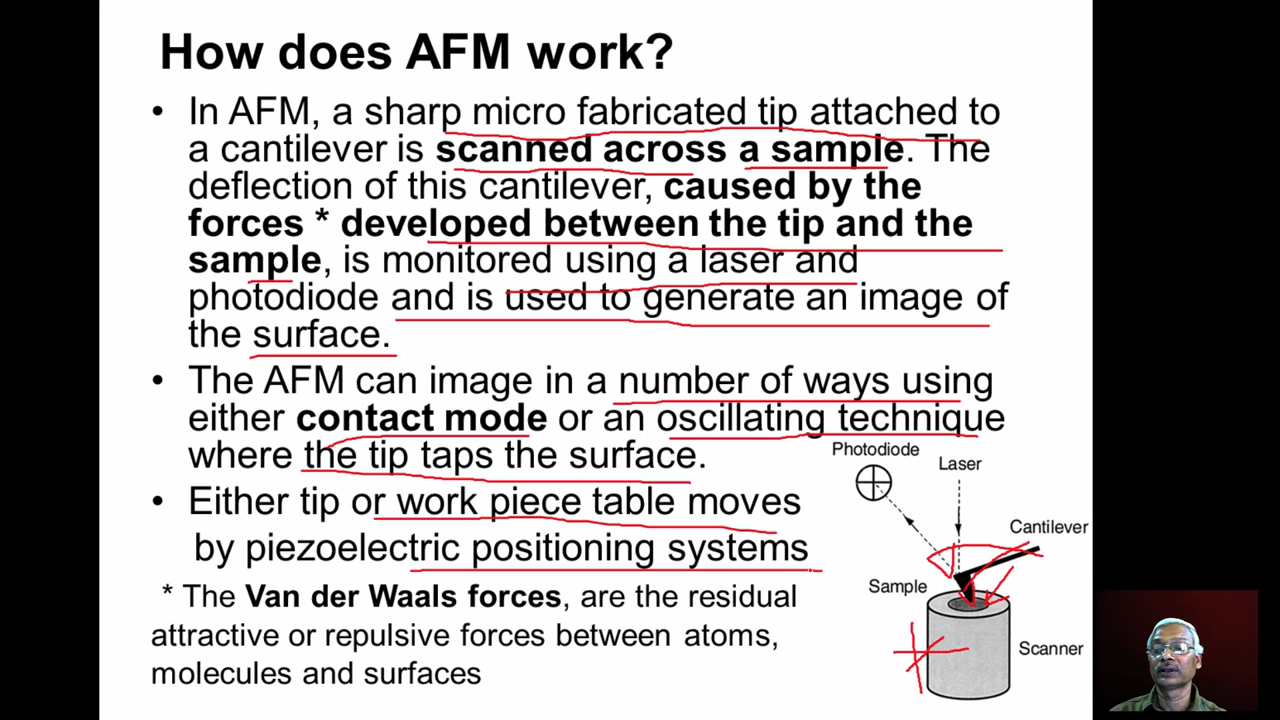 How does AFM work?
• In AFM, a sharp micro fabricated tip attached to
a cantilever is scanned across a sample. The
deflection of this cantilever, caused by the
forces * developed between the tip and the
sample, is monitored using a laser and
photodiode and is used to generate an image of
the surface.
• The AFM can image in a number of ways using
either contact mode or an oscillating technique
where the tip taps the surface.
• Either tip or work piece table moves
by piezoelectric positioning systems
* The Van der Waals forces, are the residual
attractive or repulsive forces between atoms,
molecules and surfaces
Photodiode
Laser
Cantilever
Sample
Scanner